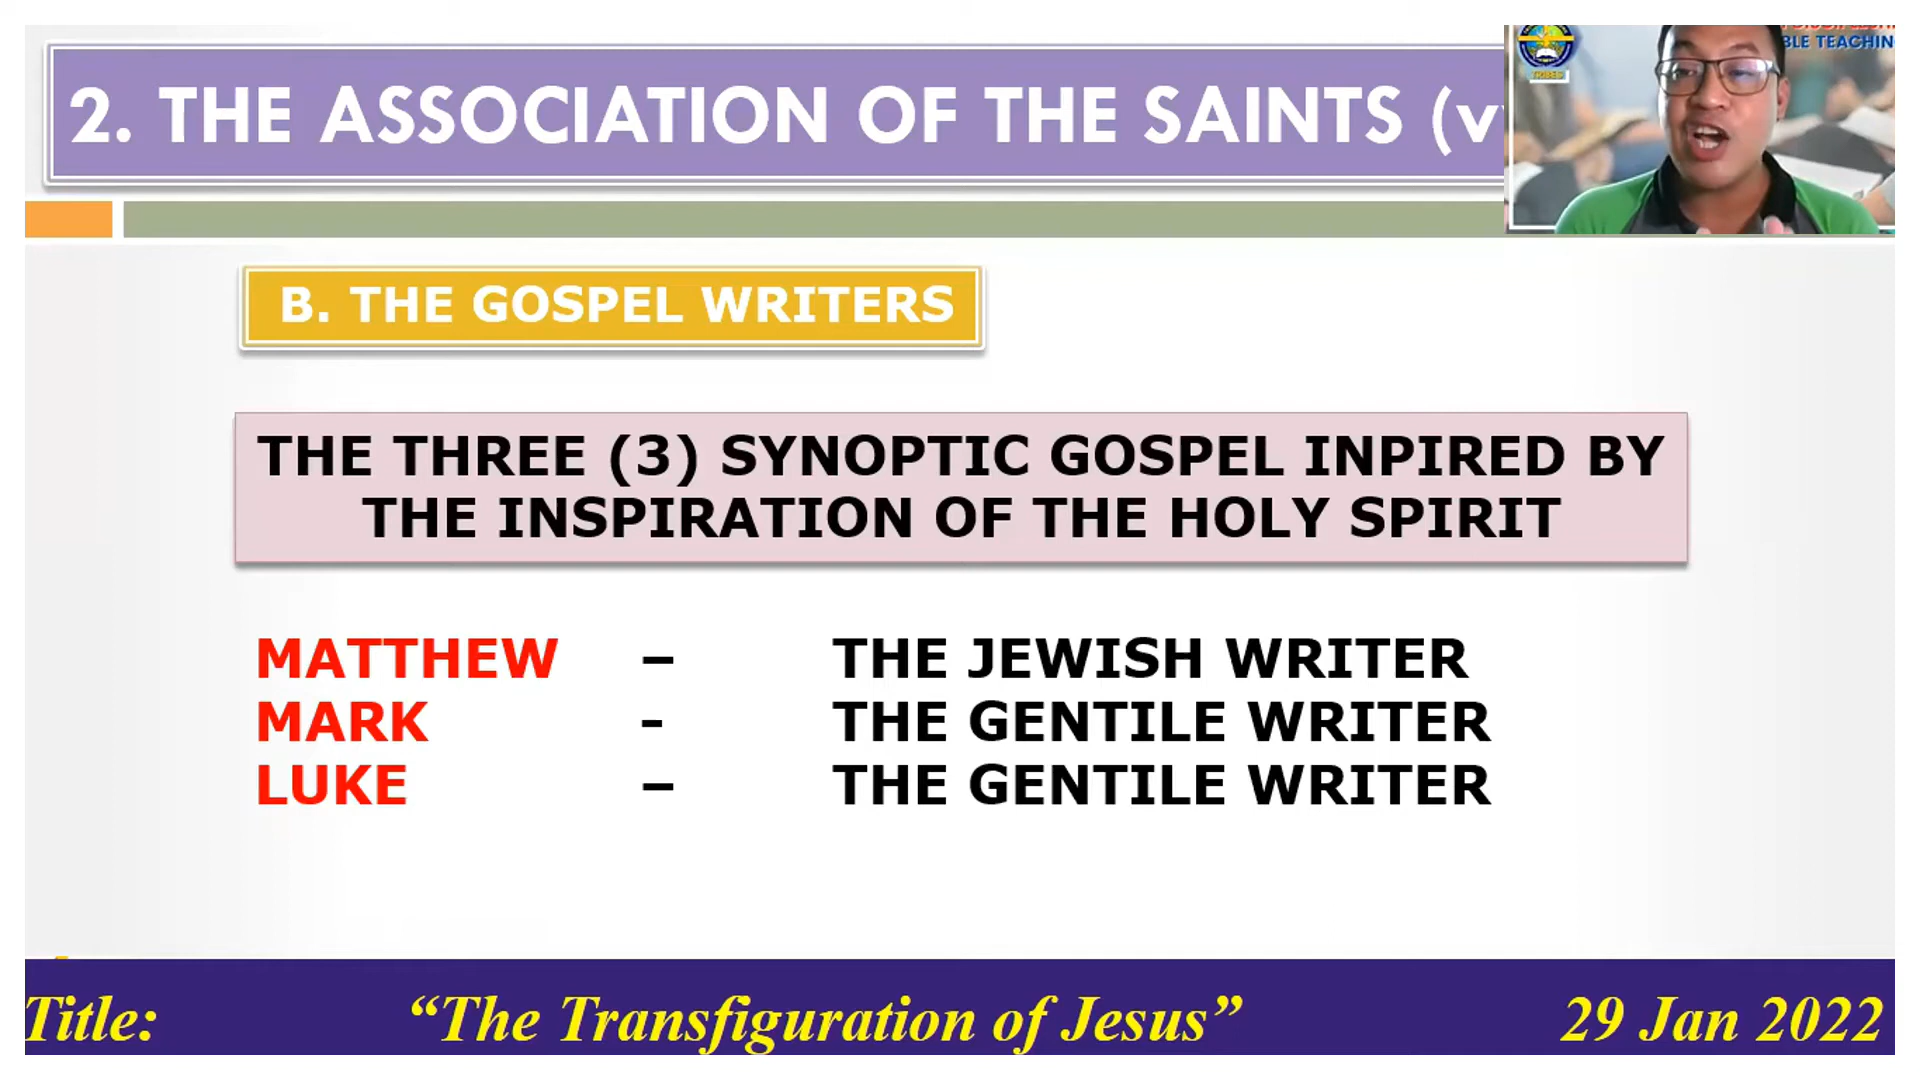 2. THE ASSOCIATION OF THE SAINTS (v
BLE TEACHIN
TRIBES
B. THE GOSPEL WRITERS
THE THREE (3) SYNOPTIC GOSPEL INPIRED BY
THE INSPIRATION OF THE HOLY SPIRIT
MATTHEW – THE JEWISH WRITER
MARK - THE GENTILE WRITER
LUKE – THE GENTILE WRITER
Title: “The Transfiguration of Jesus” 29 Jan 2022